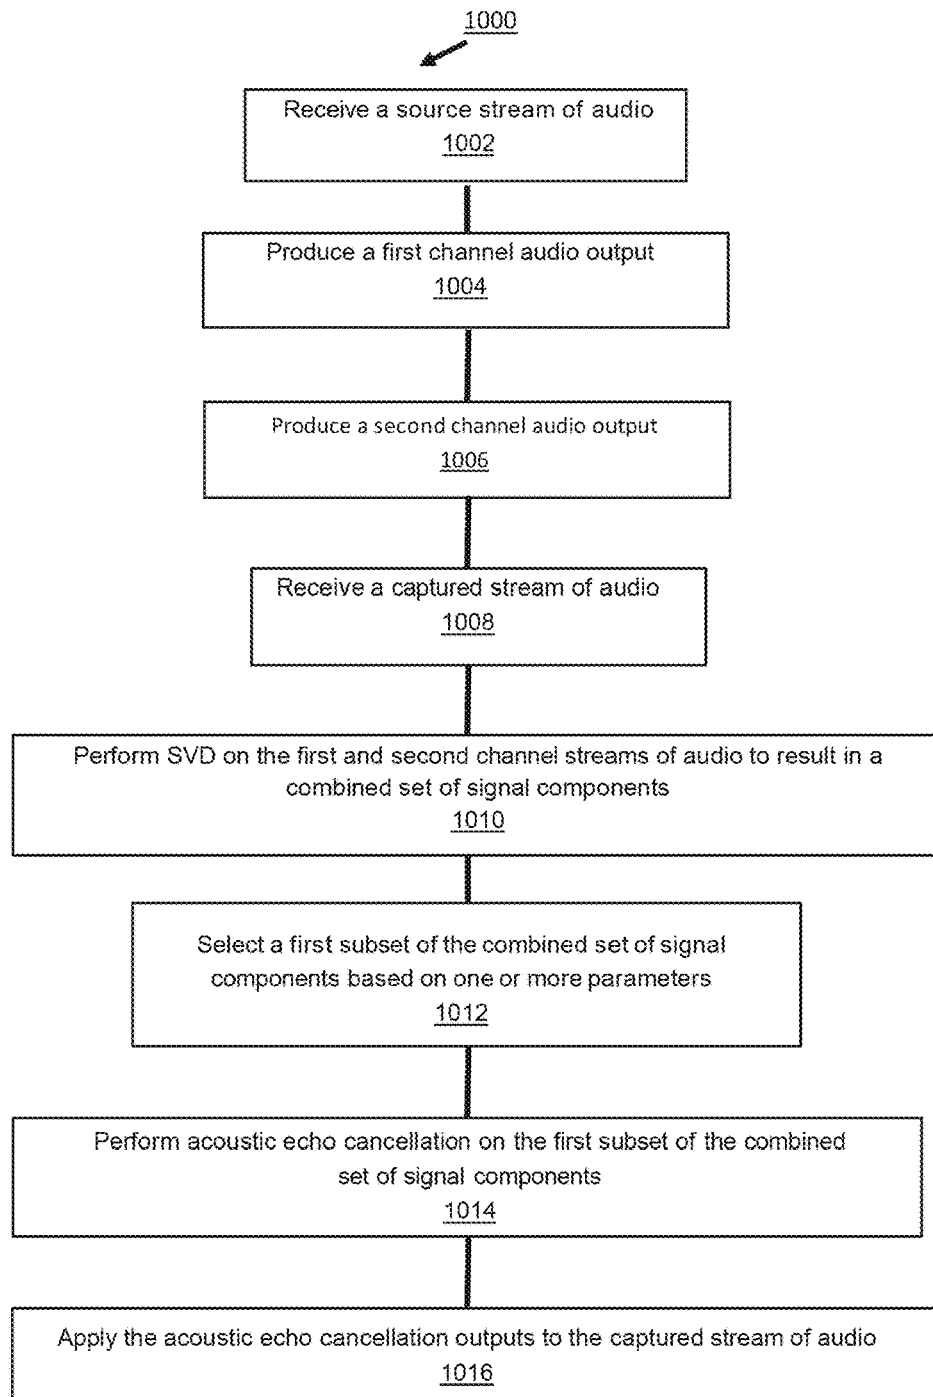 1000
Receive a source stream of audio
1002
Produce a first channel audio output
1004
Produce a second channel audio output
1006
Receive a captured stream of audio
1008
Perform SVD on the first and second channel streams of audio to result in a
combined set of signal components
1010
Select a first subset of the combined set of signal
components based on one or more parameters
1012
Perform acoustic echo cancellation on the first subset of the combined
set of signal components
1014
Apply the acoustic echo cancellation outputs to the captured stream of audio
1016